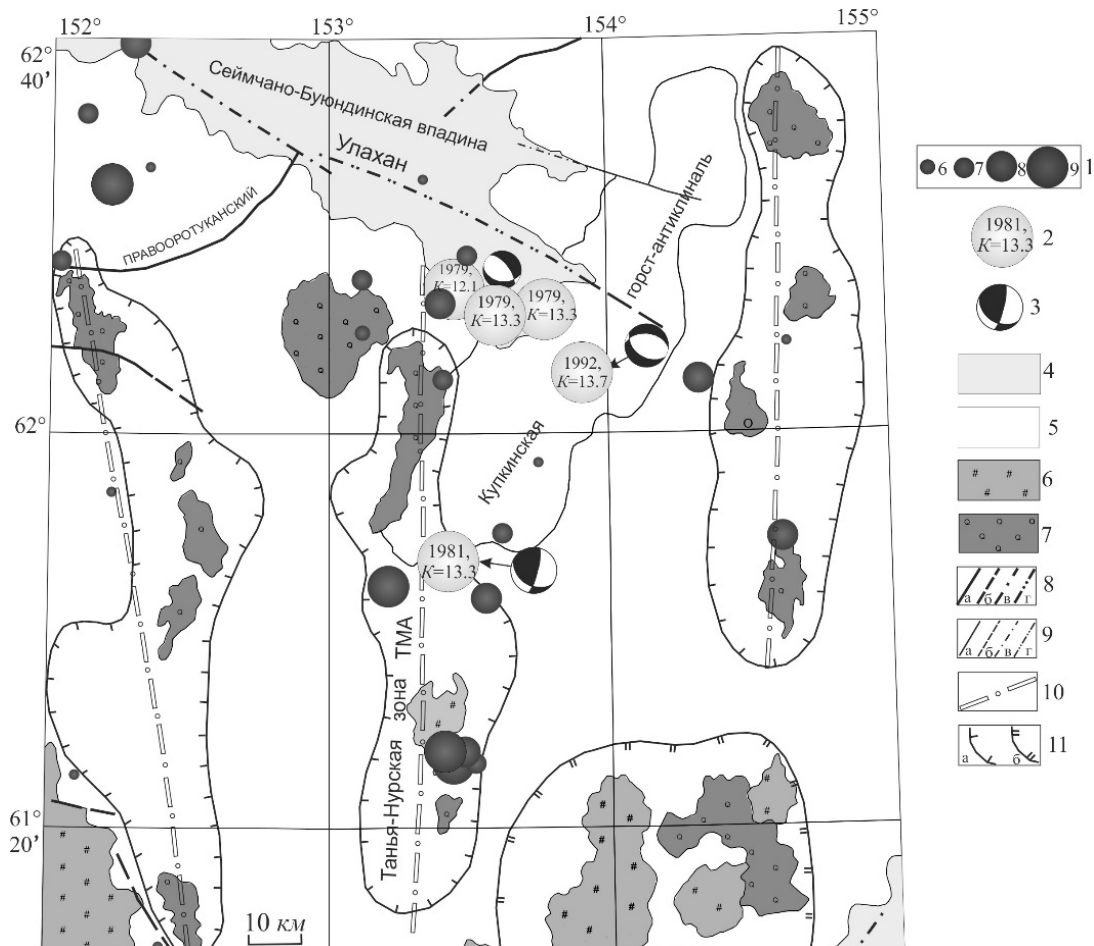 152°
153°
154°
155°
62°
40'
Сеймчано-Буюндинская впадина
Улахан
ПРАВООРОТУКАНСКИЙ
горст-антиклиналь
1979,
K=12.1
1979,
K=13.3
1979,
K=13.3
1992,
K=13.7
62°
Купкинская
1981,
K=13.3
Танья-Нурская зона ТМА
61°
20'
10 км
6 7 8 9 1
1981,
K=13.3
2
3
4
5
6
7
а б в г 8
а б в г 9
10
а б 11